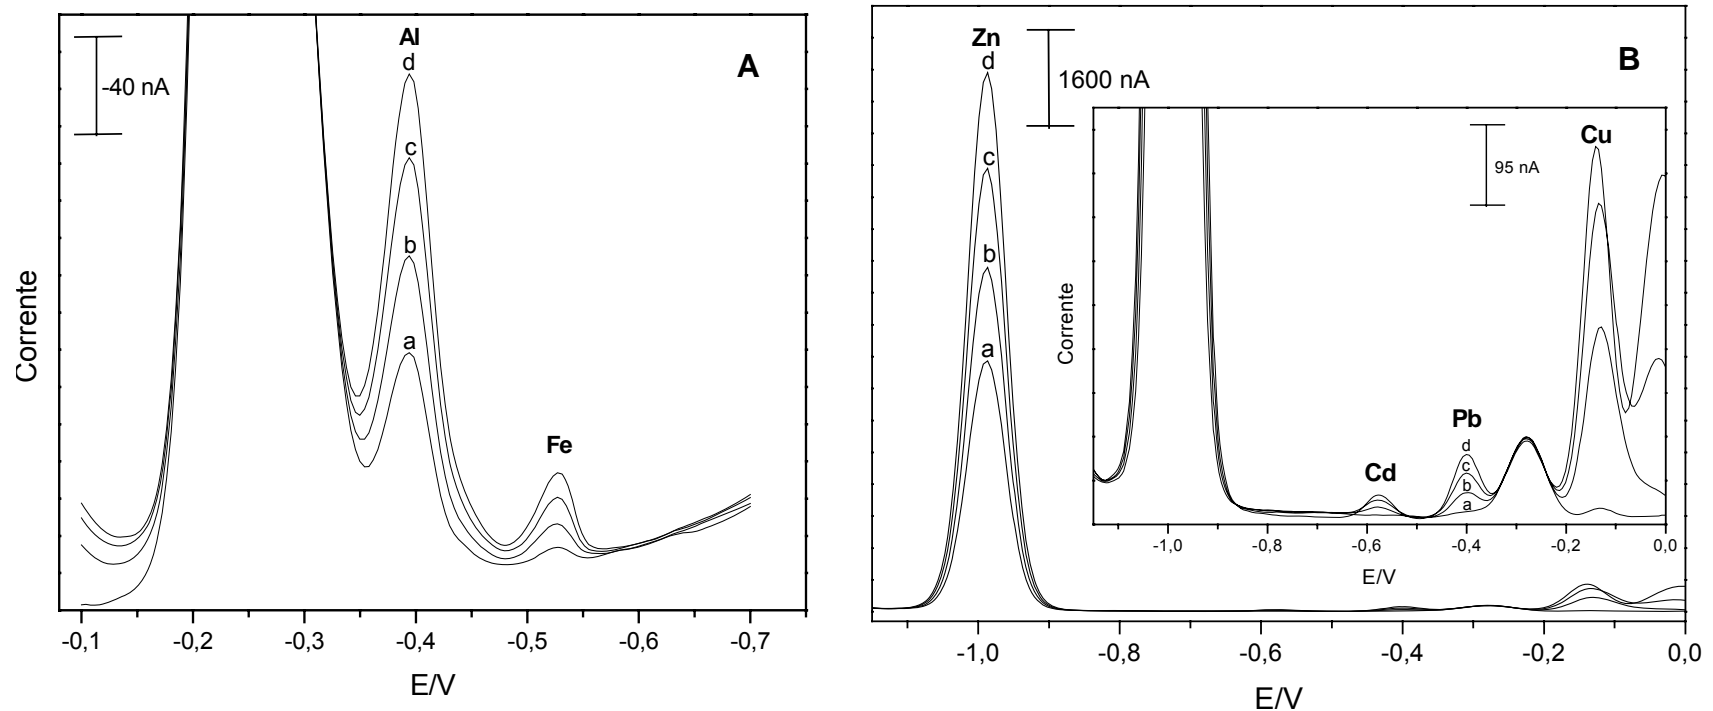 Al
d
-40 nA
A
c
b
a
Fe
Corrente
-0,1 -0,2 -0,3 -0,4 -0,5 -0,6 -0,7
E/V
Zn
d
1600 nA
B
c
b
a
Cu
95 nA
Corrente
Pb
d
c
b
a
Cd
-1,0 -0,8 -0,6 -0,4 -0,2 0,0
E/V
-1,0 -0,8 -0,6 -0,4 -0,2 0,0
E/V